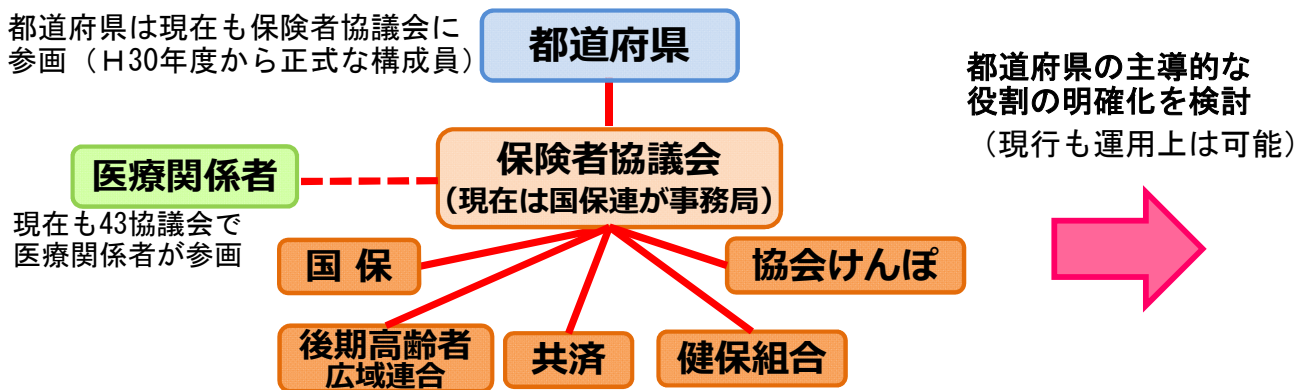 都道府県は現在も保険者協議会に
参画（Ｈ30年度から正式な構成員）
都道府県
都道府県の主導的な
役割の明確化を検討
（現行も運用上は可能）
医療関係者
保険者協議会
（現在は国保連が事務局）
現在も43協議会で
医療関係者が参画
国 保
協会けんぽ
後期高齢者
広域連合
共済
健保組合